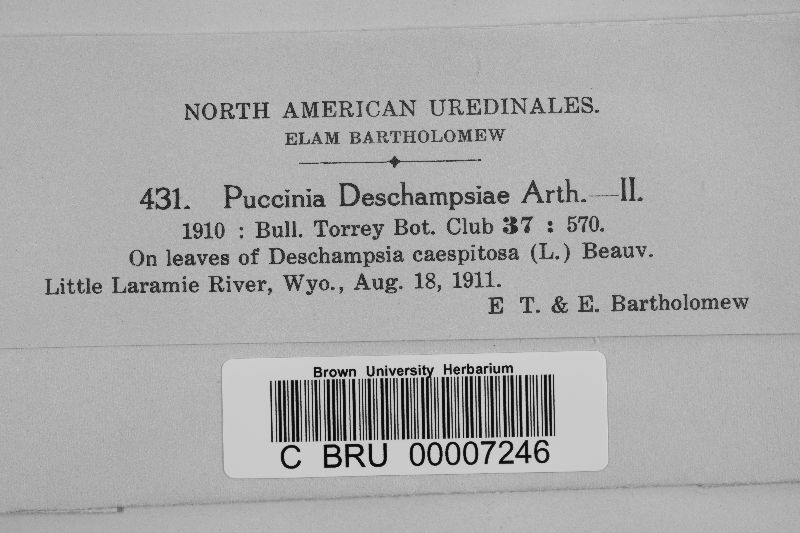 NORTH AMERICAN UREDINALES.
ELAM BARTHOLOMEW
431. Puccinia Deschampsiae Arth.—II.
1910 : Bull. Torrey Bot. Club 37 : 570.
On leaves of Deschampsia caespitosa (L.) Beauv.
Little Laramie River, Wyo., Aug. 18, 1911.
E T. & E. Bartholomew
Brown University Herbarium
C BRU 00007246